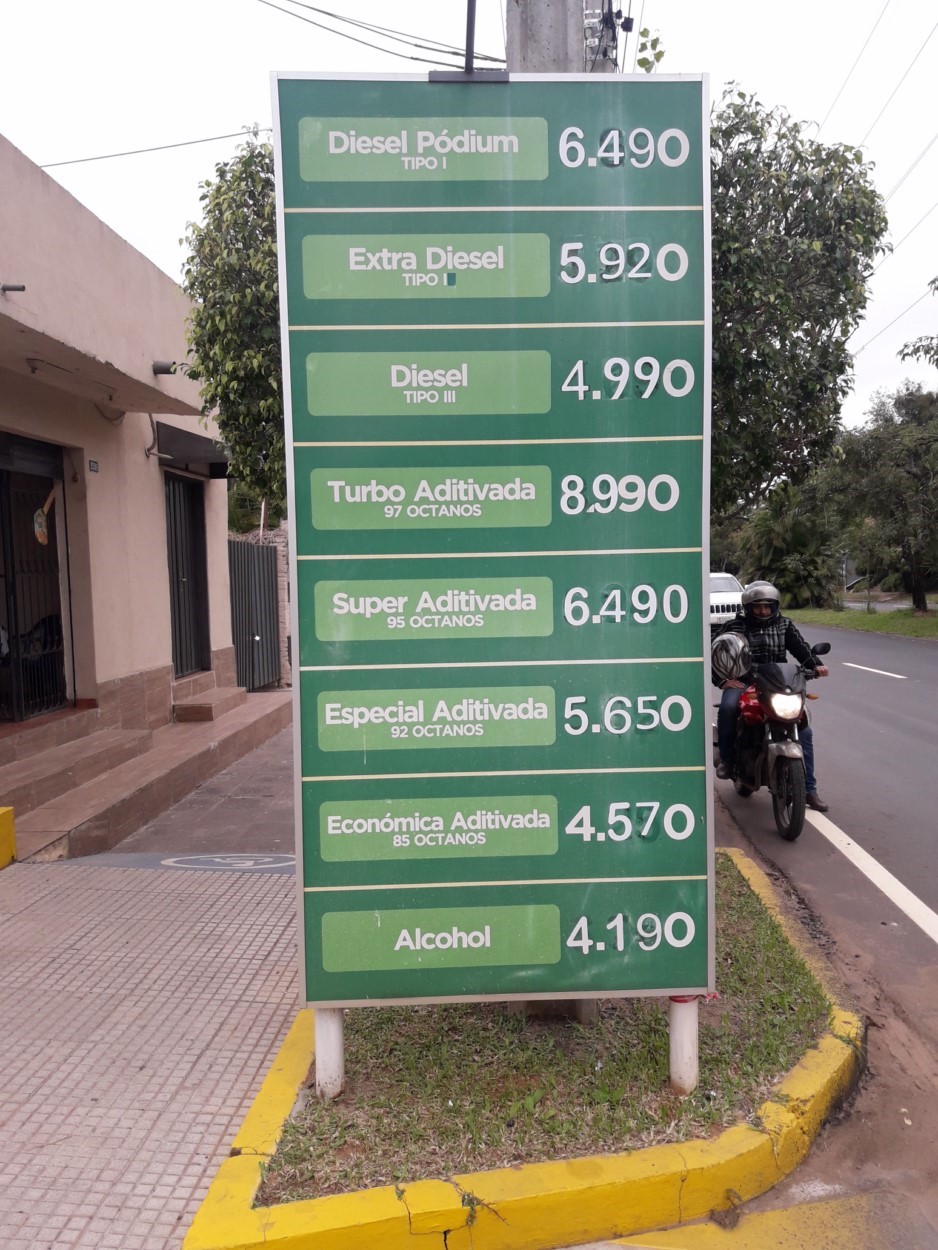 Diesel Pódium 6.490
TIPO I
Extra Diesel 5.920
TIPO I
Diesel 4.990
TIPO III
Turbo Aditivada 8.990
97 OCTANOS
Super Aditivada 6.490
95 OCTANOS
Especial Aditivada 5.650
92 OCTANOS
Económica Aditivada 4.570
85 OCTANOS
Alcohol 4.190